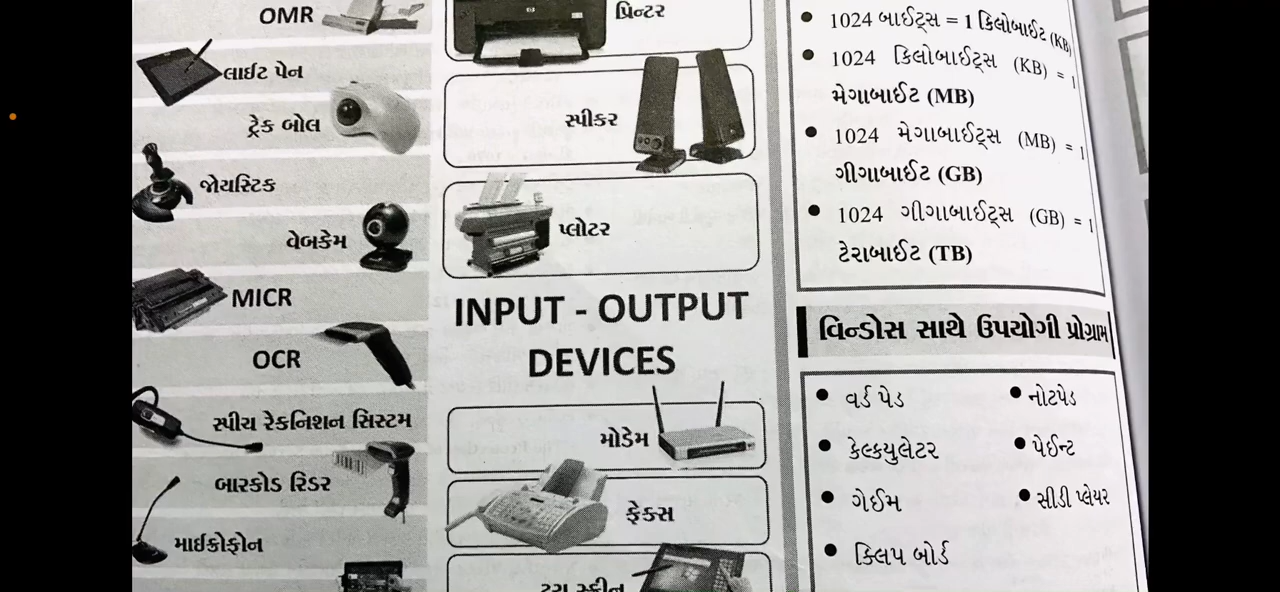 OMR
લાઈટ પેન
ટ્રેક બોલ
જોયસ્ટિક
વેબકેમ
MICR
OCR
સ્પીચ રેકનિશન સિસ્ટમ
બારકોડ રિડર
માઈક્રોફોન
પ્રિન્ટર
સ્પીકર
પ્લોટર
INPUT - OUTPUT
DEVICES
મોડેમ
ફેક્સ
ટચ સ્ક્રીન
• 1024 બાઈટ્સ = 1 કિલોબાઈટ (KB)
• 1024 કિલોબાઈટ્સ (KB) = 1
મેગાબાઈટ (MB)
• 1024 મેગાબાઈટ્સ (MB) = 1
ગીગાબાઈટ (GB)
• 1024 ગીગાબાઈટ્સ (GB) = 1
ટેરાબાઈટ (TB)
વિન્ડોસ સાથે ઉપયોગી પ્રોગ્રામ
• વર્ડ પેડ • નોટપેડ
• કેલ્ક્યુલેટર • પેઈન્ટ
• ગેઈમ • સીડી પ્લેયર
• ક્લિપ બોર્ડ